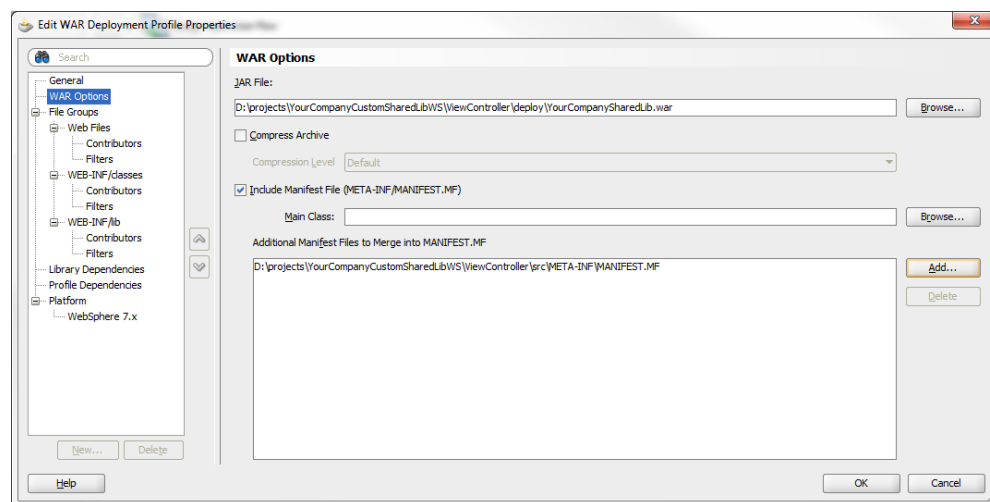 Edit WAR Deployment Profile Properties
Search
General
WAR Options
File Groups
Web Files
Contributors
Filters
WEB-INF/classes
Contributors
Filters
WEB-INF/lib
Contributors
Filters
Library Dependencies
Profile Dependencies
Platform
WebSphere 7.x
New...
Delete
WAR Options
JAR File:
D:\projects\YourCompanyCustomSharedLibWS\ViewController\deploy\YourCompanySharedLib.war
Browse...
Compress Archive
Compression Level
Default
Include Manifest File (META-INF/MANIFEST.MF)
Main Class:
Browse...
Additional Manifest Files to Merge into MANIFEST.MF
D:\projects\YourCompanyCustomSharedLibWS\ViewController\src\META-INF\MANIFEST.MF
Add...
Delete
Help
OK
Cancel